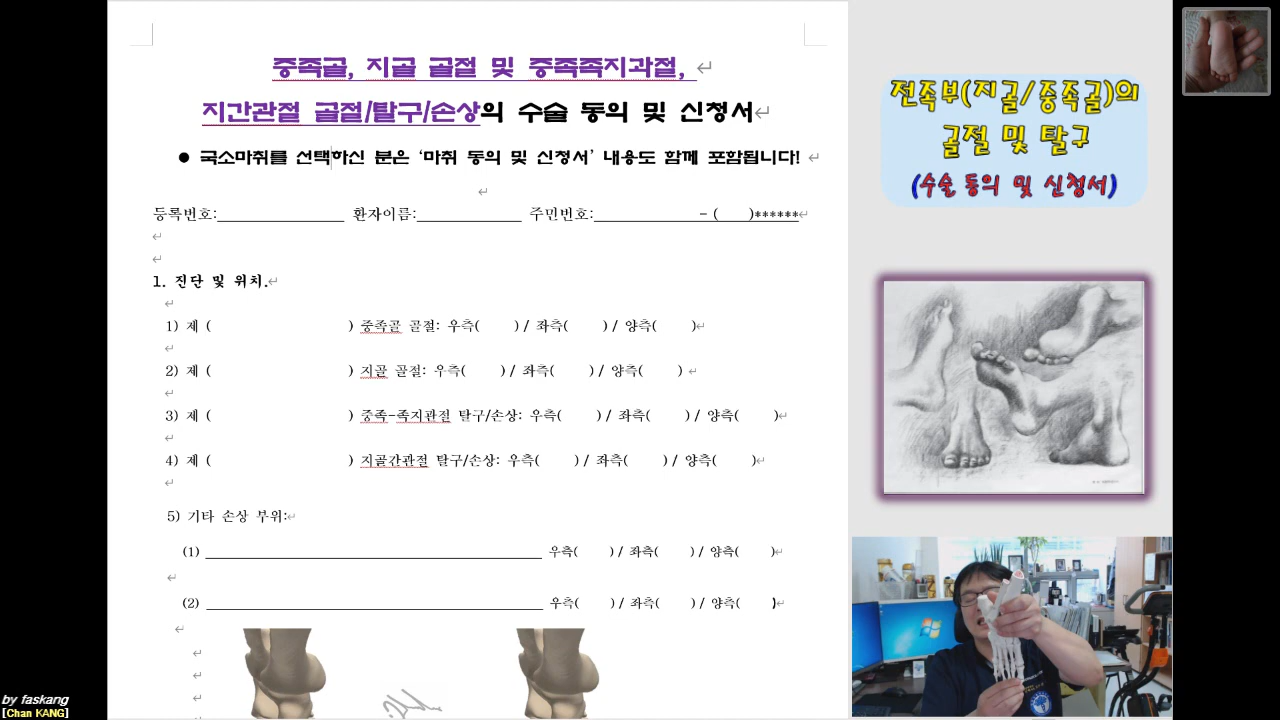 중족골, 지골 골절 및 중족족지과절,
지간관절 골절/탈구/손상의 수술 동의 및 신청서
● 국소마취를 선택하신 분은 ‘마취 동의 및 신청서’ 내용도 함께 포함됩니다!
등록번호:________________ 환자이름:_____________ 주민번호:_____________ - (    )******
1. 진단 및 위치.
1) 제 (                    ) 중족골 골절: 우측(     ) / 좌측(     ) / 양측(     )
2) 제 (                    ) 지골 골절: 우측(     ) / 좌측(     ) / 양측(     )
3) 제 (                    ) 중족-족지관절 탈구/손상: 우측(     ) / 좌측(     ) / 양측(     )
4) 제 (                    ) 지골간관절 탈구/손상: 우측(     ) / 좌측(     ) / 양측(     )
5) 기타 손상 부위:
(1) ________________________________ 우측(     ) / 좌측(     ) / 양측(     )
(2) ________________________________ 우측(     ) / 좌측(     ) / 양측(     )
전족부(지골/중족골)의
골절 및 탈구
(수술 동의 및 신청서)
by faskang
[Chan KANG]